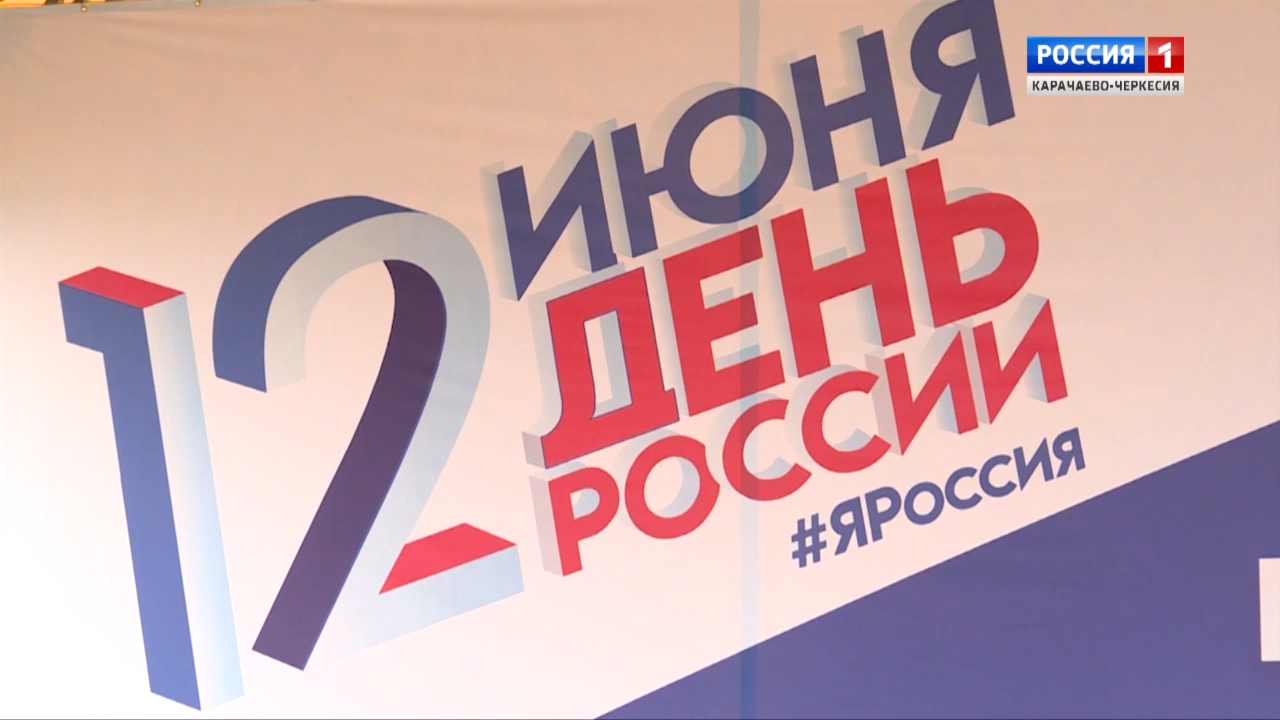 12 ИЮНЯ
ДЕНЬ
РОССИИ
#ЯРОССИЯ
РОССИЯ 1
КАРАЧАЕВО-ЧЕРКЕСИЯ